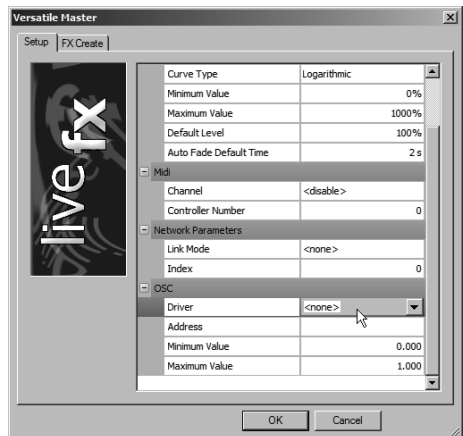 Versatile Master
Setup FX Create
live fx
Curve Type Logarithmic
Minimum Value 0%
Maximum Value 1000%
Default Level 100%
Auto Fade Default Time 2 s
Midi
Channel <disable>
Controller Number 0
Network Parameters
Link Mode <none>
Index 0
OSC
Driver <none>
Address
Minimum Value 0.000
Maximum Value 1.000
OK Cancel